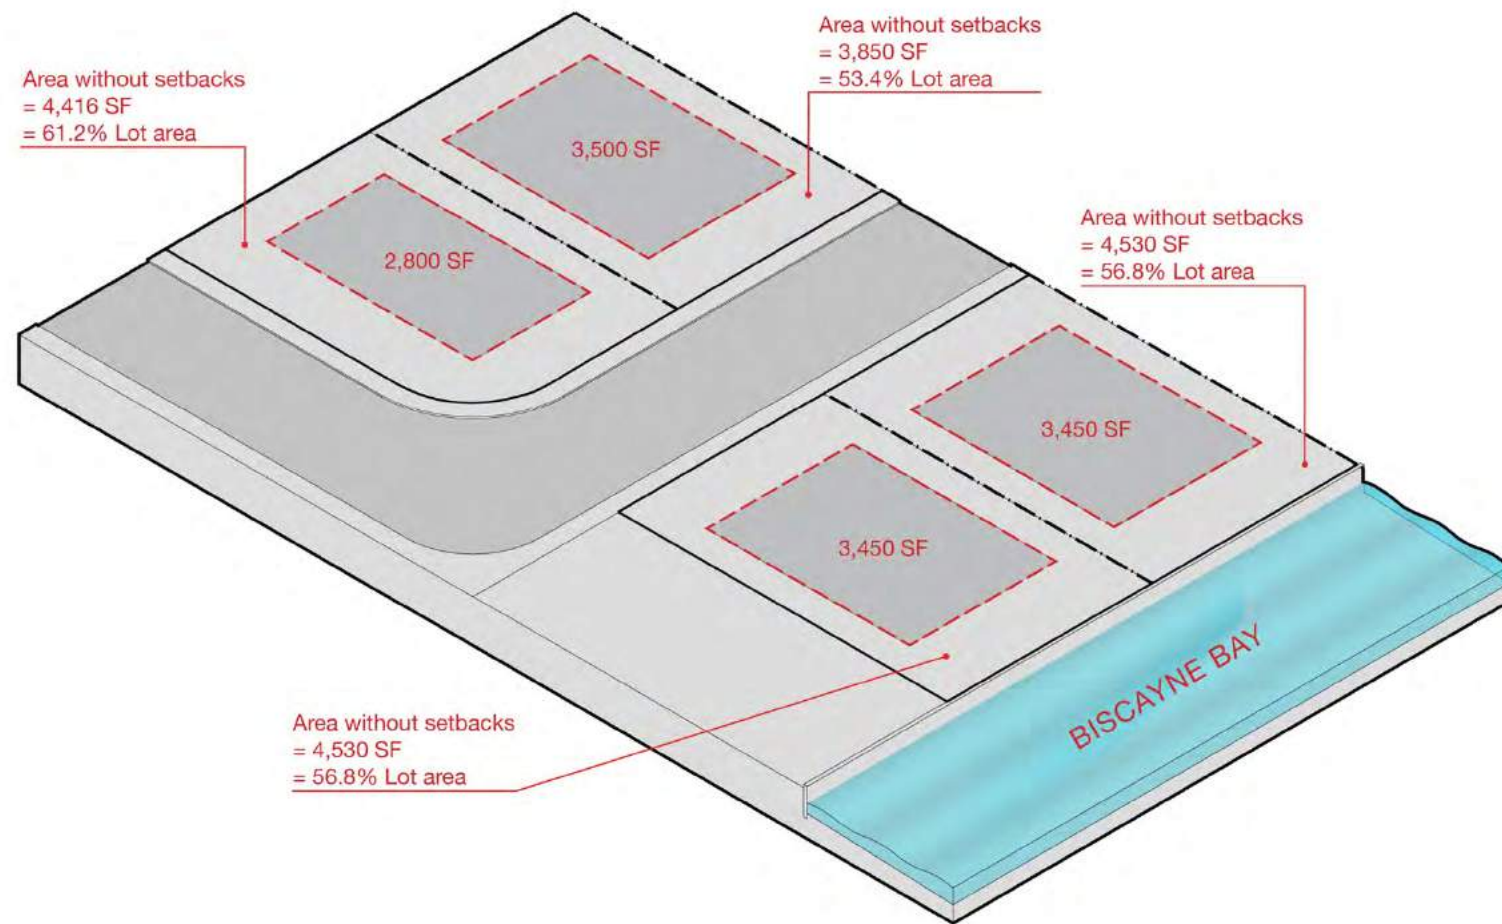 Area without setbacks
= 3,850 SF
= 53.4% Lot area
Area without setbacks
= 4,416 SF
= 61.2% Lot area
3,500 SF
2,800 SF
Area without setbacks
= 4,530 SF
= 56.8% Lot area
3,450 SF
3,450 SF
BISCAYNE BAY
Area without setbacks
= 4,530 SF
= 56.8% Lot area